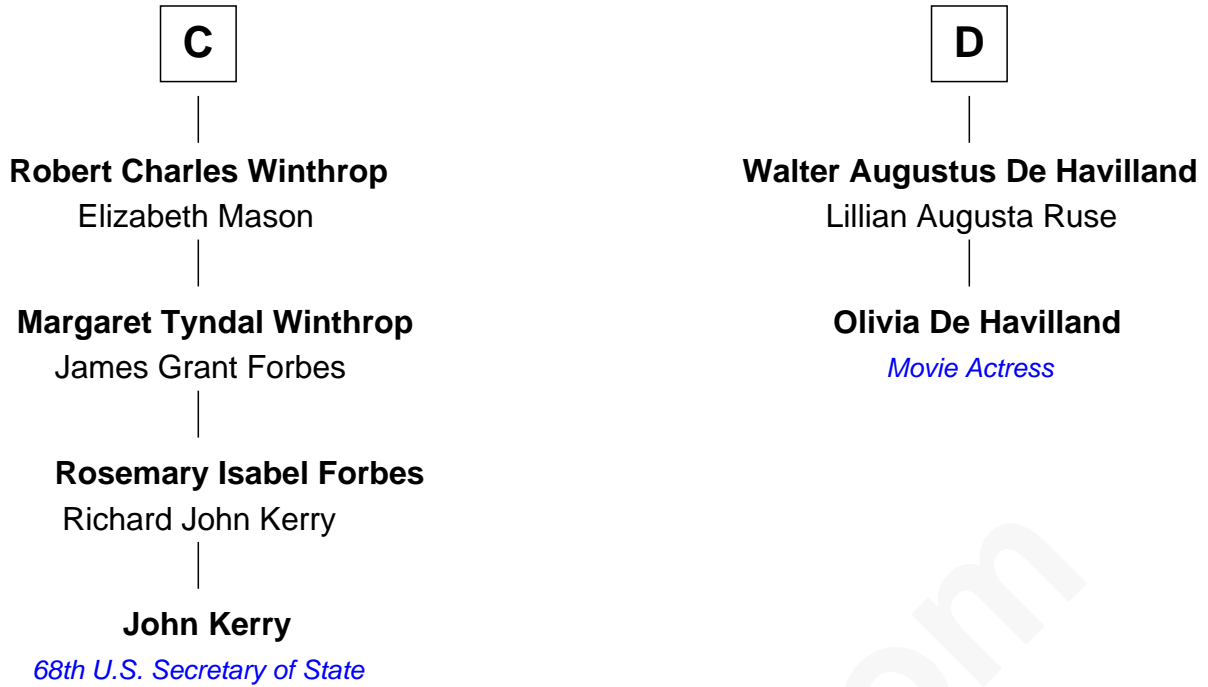 C
Robert Charles Winthrop
Elizabeth Mason
Margaret Tyndal Winthrop
James Grant Forbes
Rosemary Isabel Forbes
Richard John Kerry
John Kerry
68th U.S. Secretary of State
D
Walter Augustus De Havilland
Lillian Augusta Ruse
Olivia De Havilland
Movie Actress
om